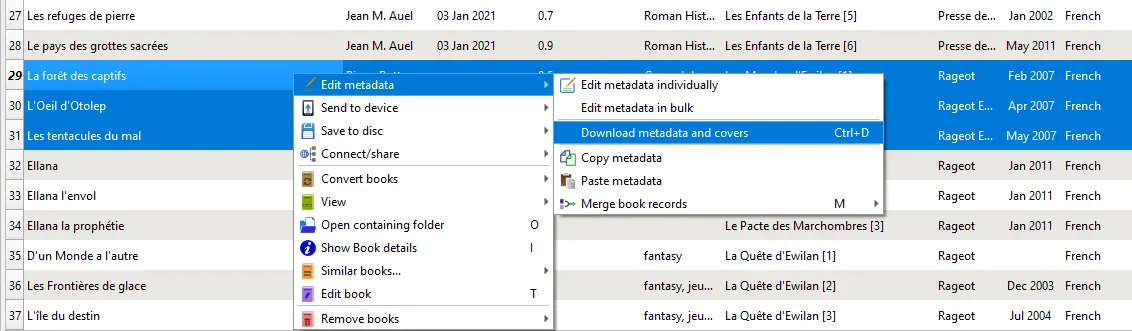 27 Les refuges de pierre Jean M. Auel 03 Jan 2021 0.7 Roman Hist... Les Enfants de la Terre [5] Presse de... Jan 2002 French
28 Le pays des grottes sacrées Jean M. Auel 03 Jan 2021 0.9 Roman Hist... Les Enfants de la Terre [6] Presse de... May 2011 French
29 La forêt des captifs Rageot Feb 2007 French
30 L'Oeil d'Otolep Rageot E... Apr 2007 French
31 Les tentacules du mal Rageot E... May 2007 French
32 Ellana Rageot Jan 2011 French
33 Ellana l'envol Rageot Jan 2011 French
34 Ellana la prophétie Le Pacte des Marchombres [3] Rageot Jan 2011 French
35 D'un Monde a l'autre fantasy La Quête d'Ewilan [1] Rageot French
36 Les Frontières de glace fantasy, jeu... La Quête d'Ewilan [2] Rageot Dec 2003 French
37 L'île du destin fantasy, jeu... La Quête d'Ewilan [3] Rageot Jul 2004 French
Edit metadata
Send to device
Save to disc
Connect/share
Convert books
View
Open containing folder O
Show Book details I
Similar books...
Edit book T
Remove books
Edit metadata individually
Edit metadata in bulk
Download metadata and covers Ctrl+D
Copy metadata
Paste metadata
Merge book records M